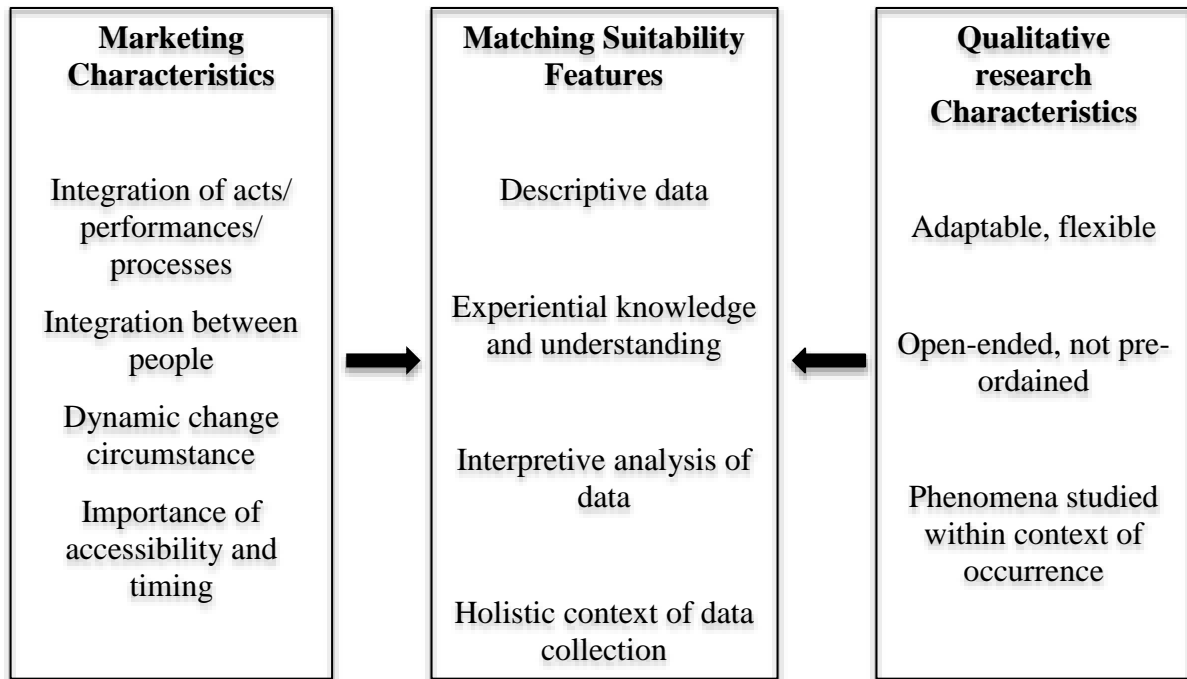 Marketing
Characteristics
Integration of acts/
performances/
processes
Integration between
people
Dynamic change
circumstance
Importance of
accessibility and
timing
Matching Suitability
Features
Descriptive data
Experiential knowledge
and understanding
Interpretive analysis of
data
Holistic context of data
collection
Qualitative
research
Characteristics
Adaptable, flexible
Open-ended, not pre-
ordained
Phenomena studied
within context of
occurrence